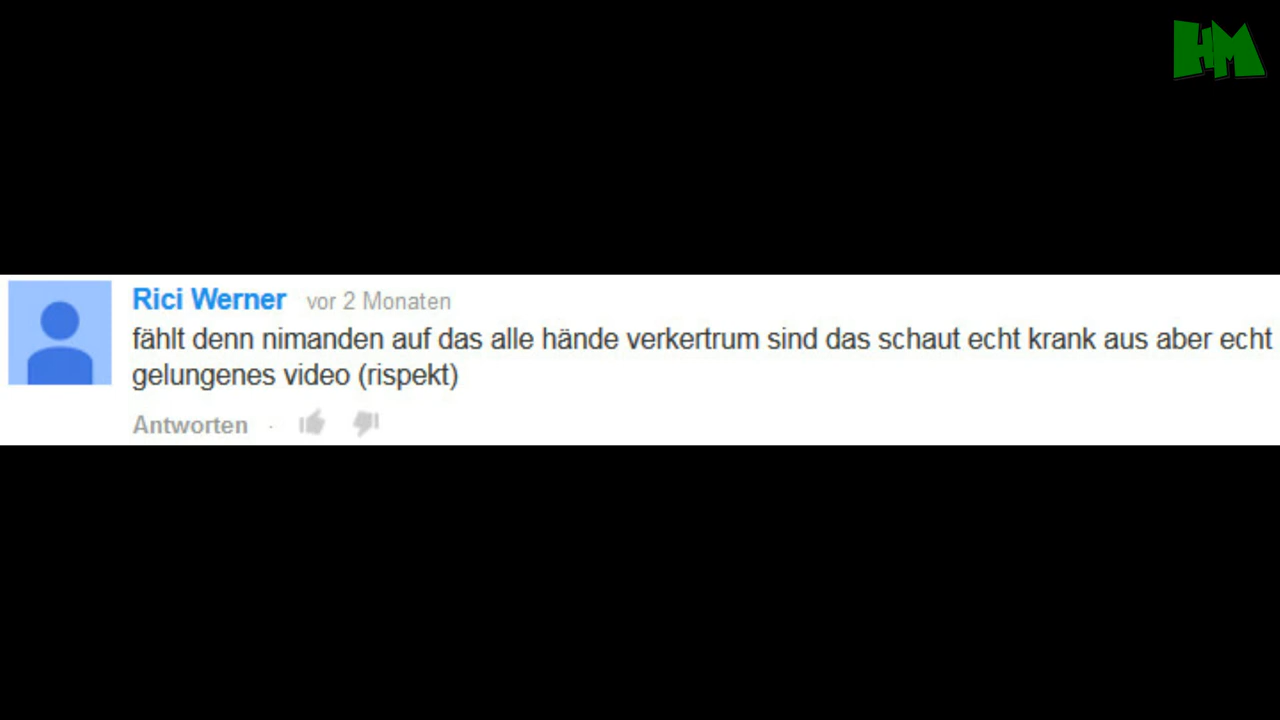 HM
Rici Werner vor 2 Monaten
fählt denn nimanden auf das alle hände verkertrum sind das schaut echt krank aus aber echt
gelungenes video (rispekt)
Antworten ·